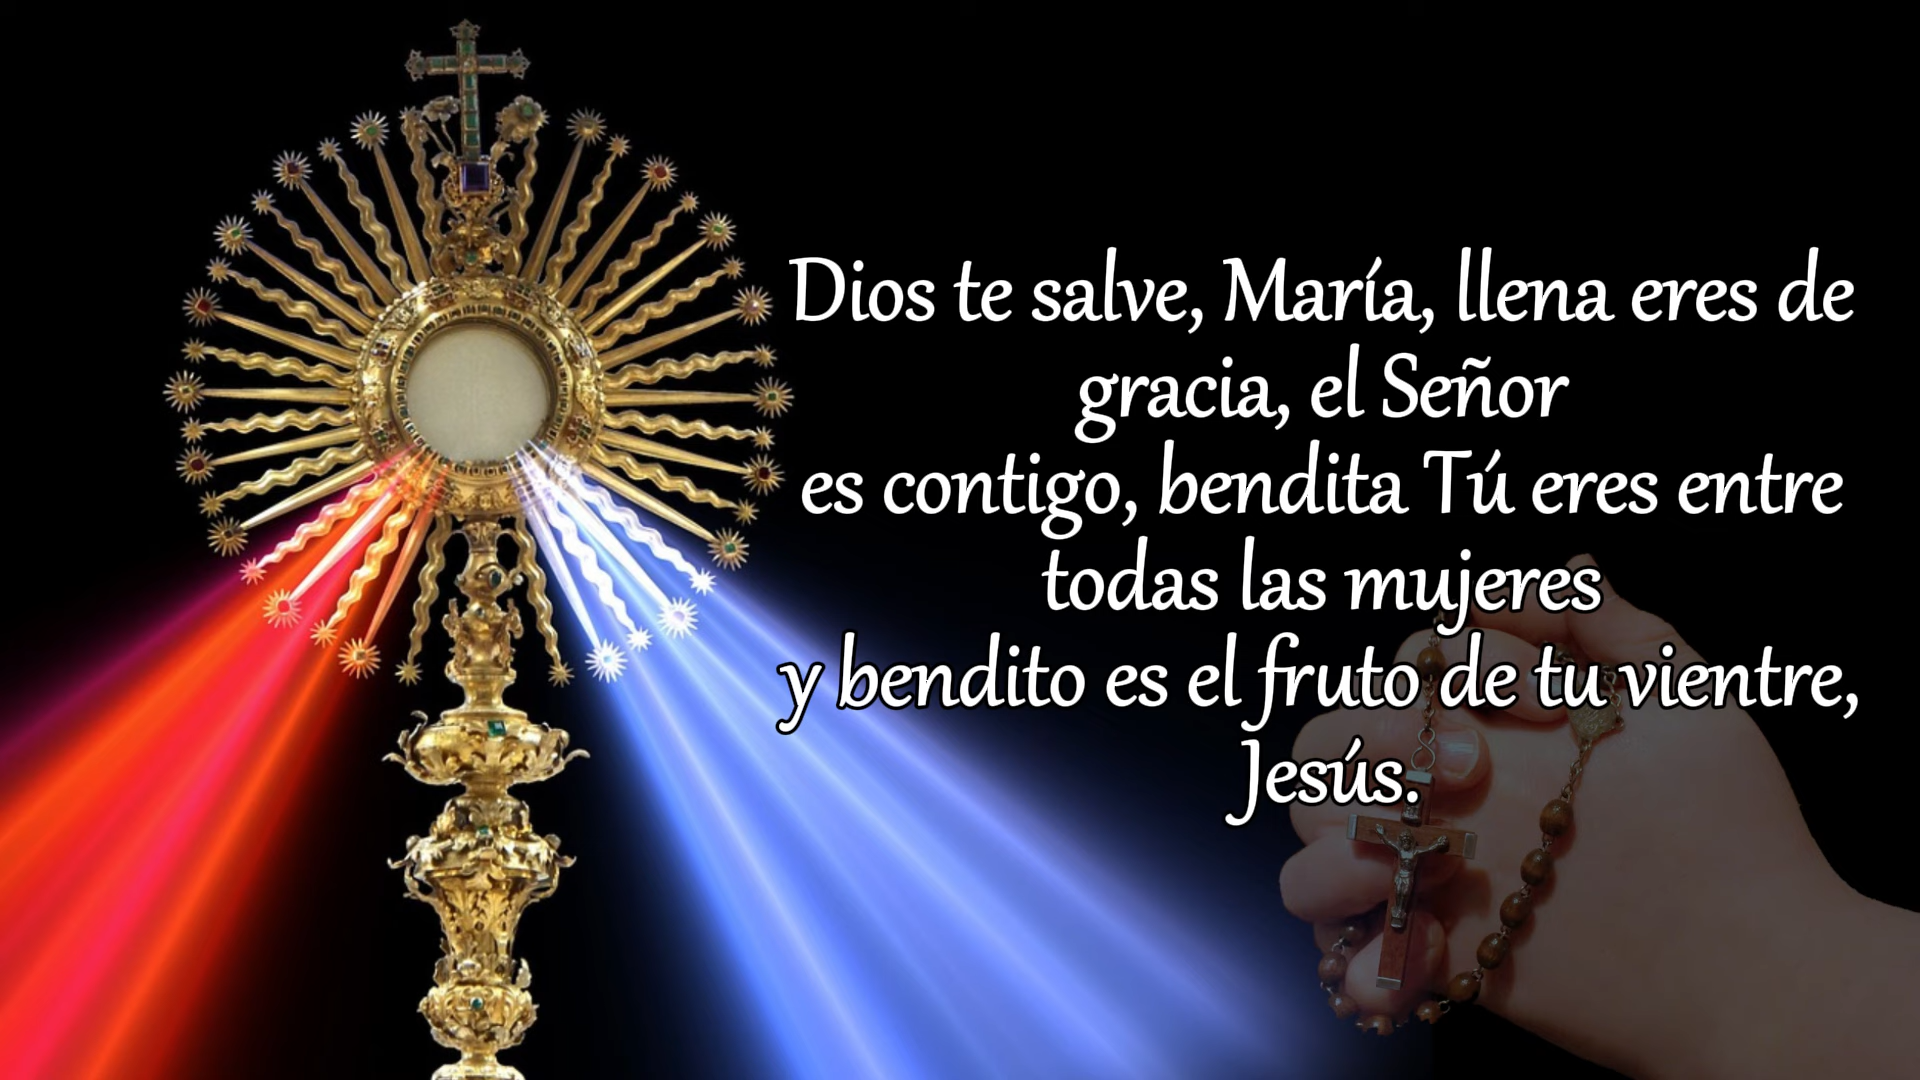 Dios te salve, María, llena eres de
gracia, el Señor
es contigo, bendita Tú eres entre
todas las mujeres
y bendito es el fruto de tu vientre,
Jesús.